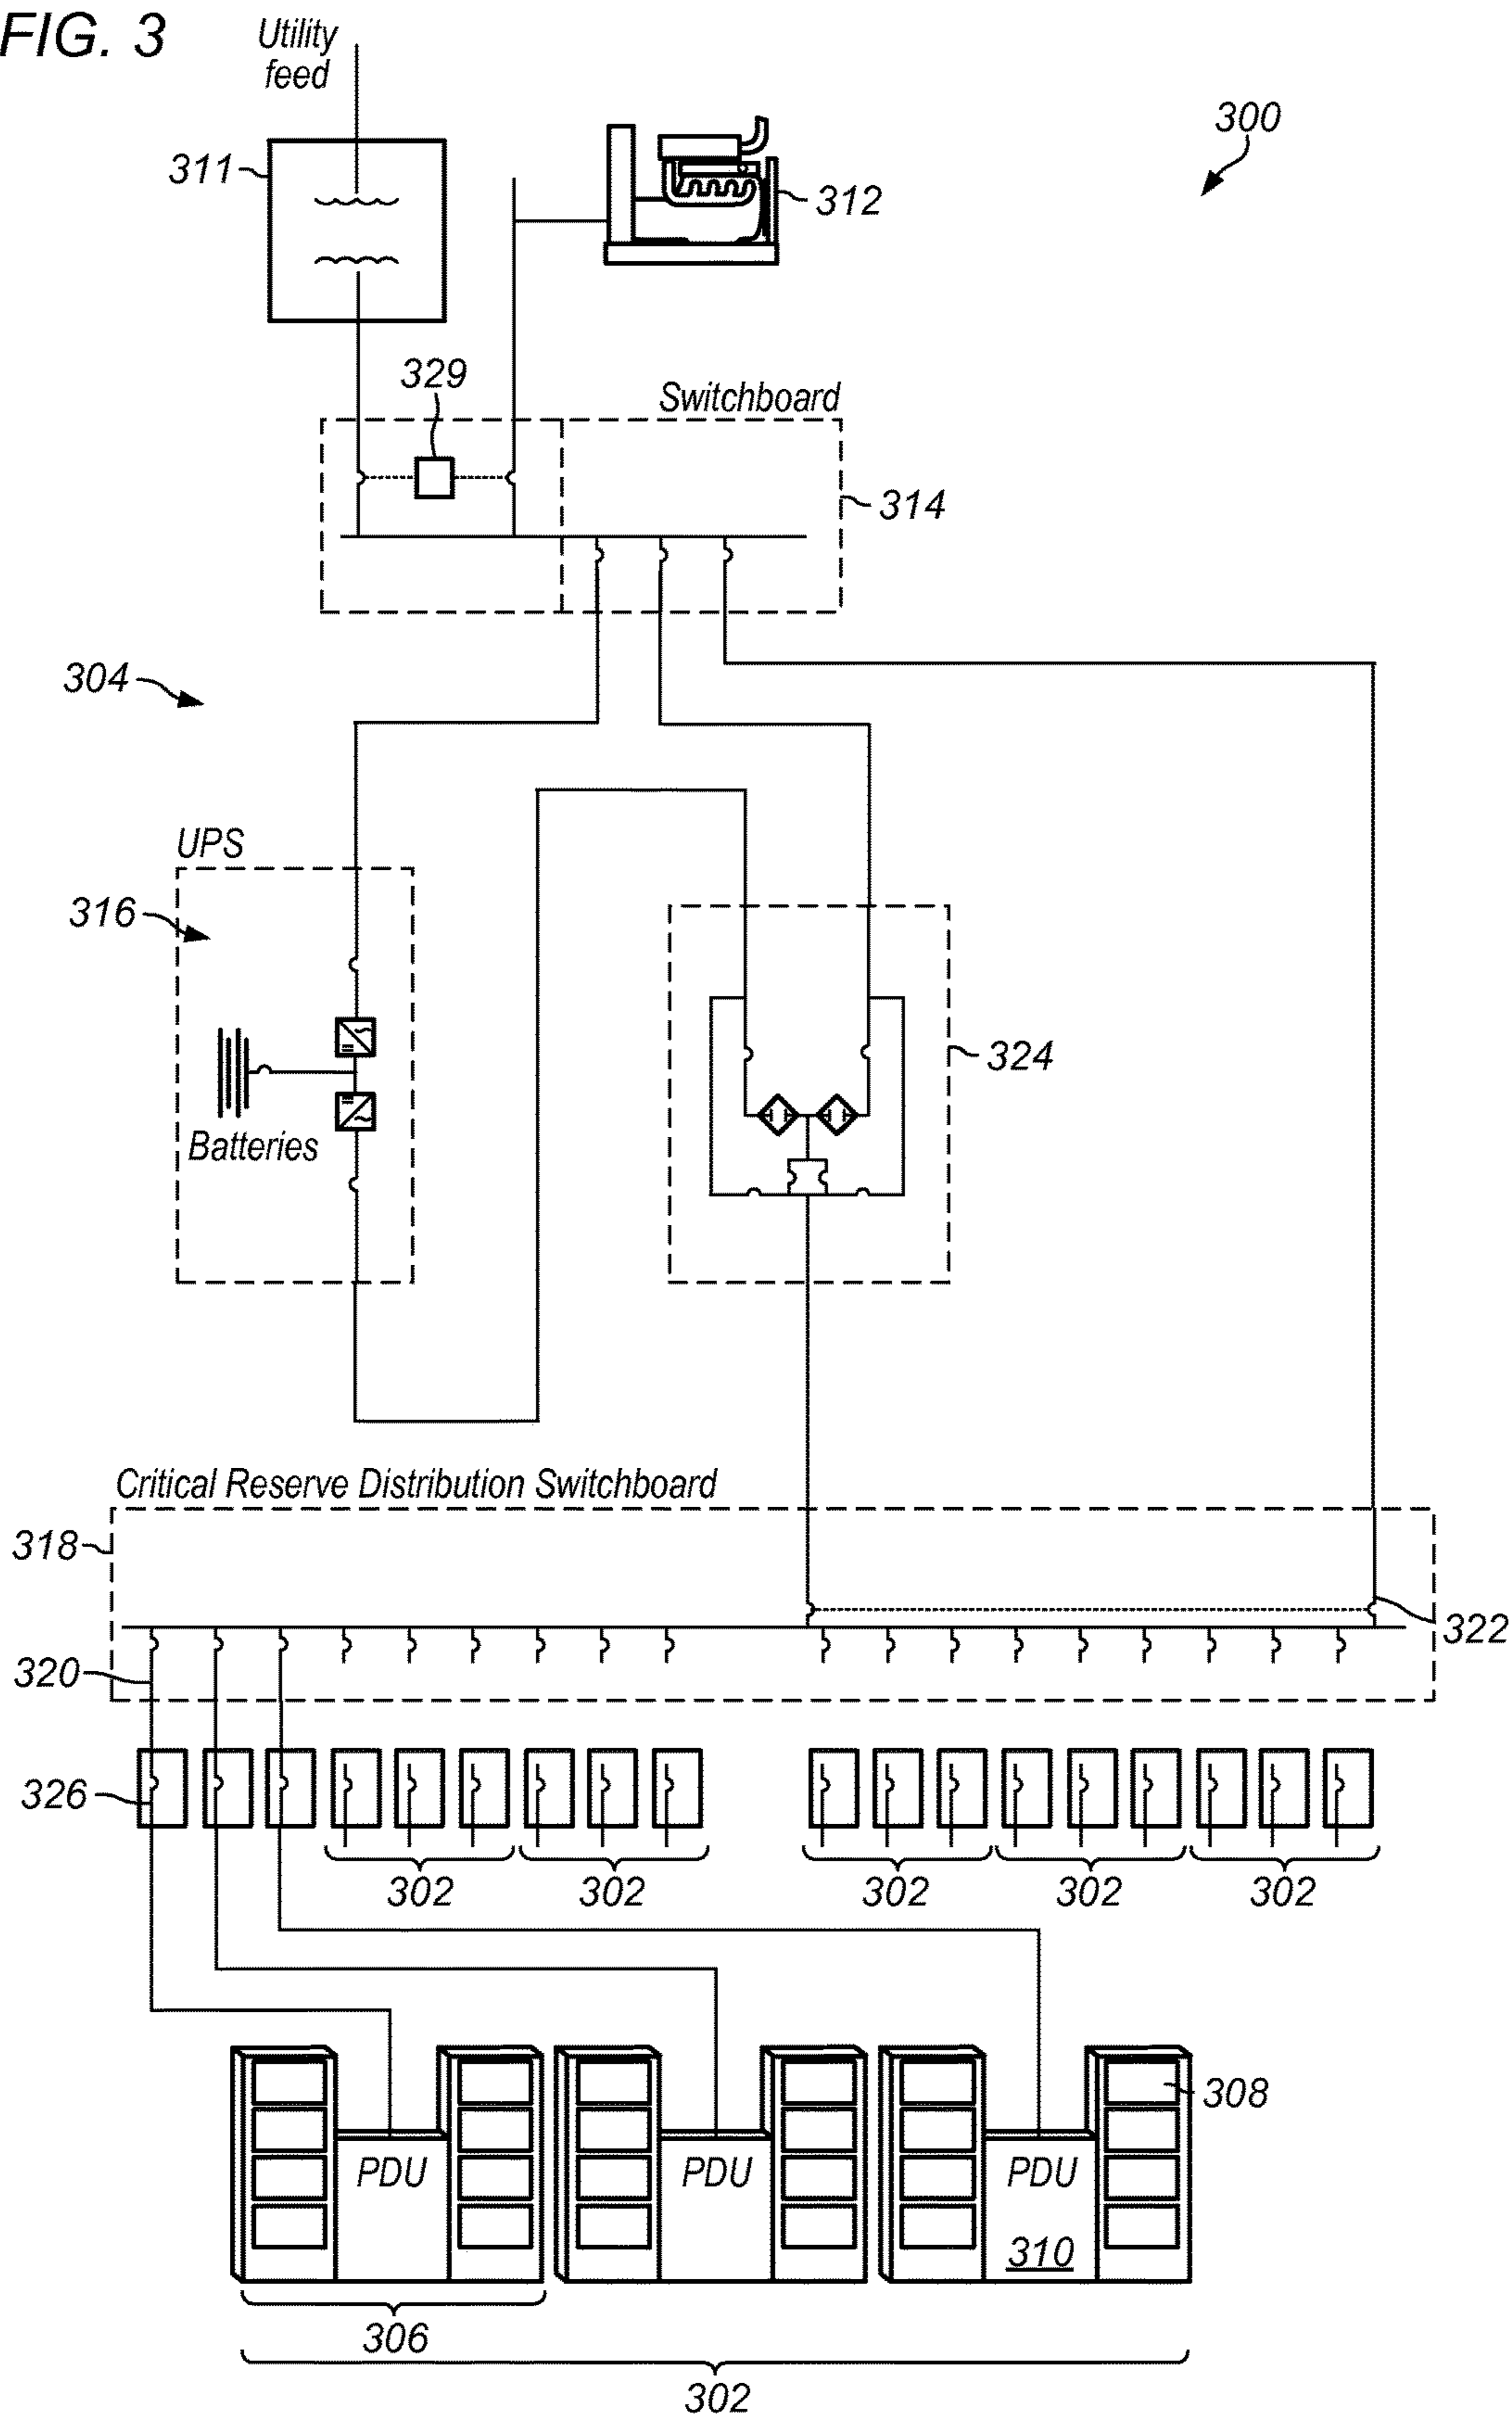 FIG. 3
Utility
feed
300
311
312
329
Switchboard
314
304
UPS
316
324
Batteries
Critical Reserve Distribution Switchboard
318
322
320
326
302
302
302
302
302
308
PDU
PDU
PDU
310
306
302